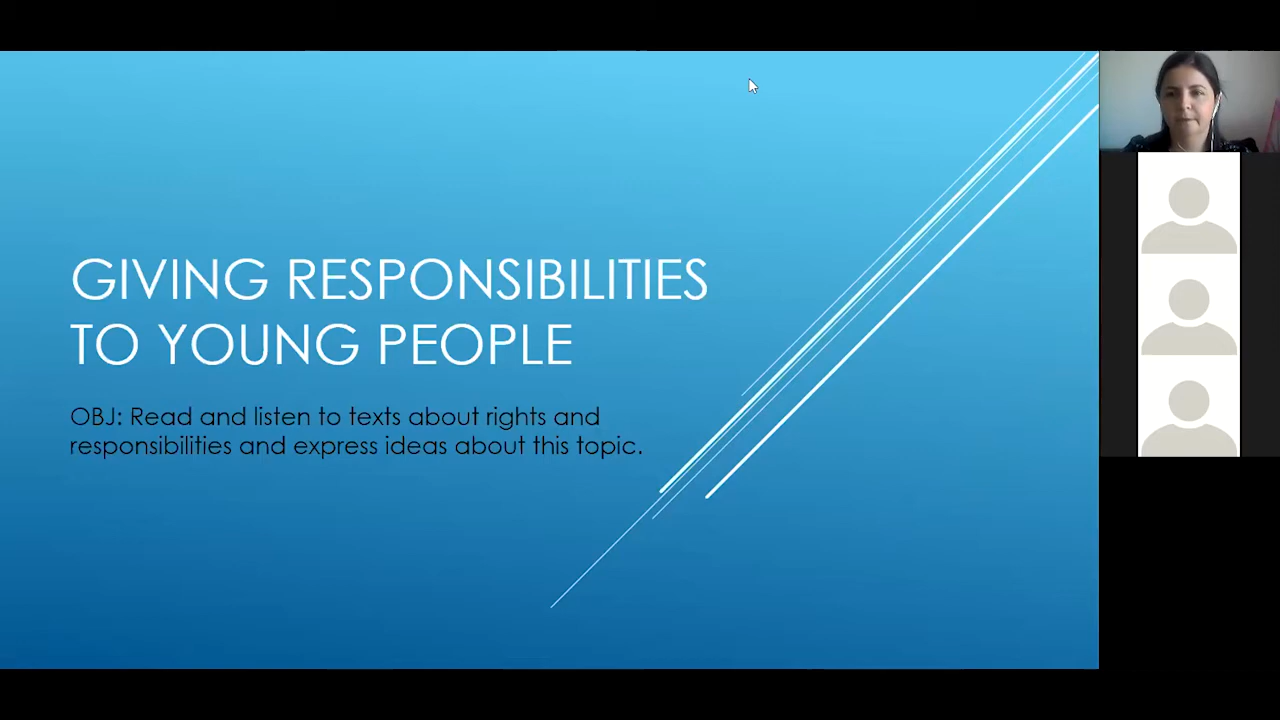 GIVING RESPONSIBILITIES
TO YOUNG PEOPLE
OBJ: Read and listen to texts about rights and
responsibilities and express ideas about this topic.